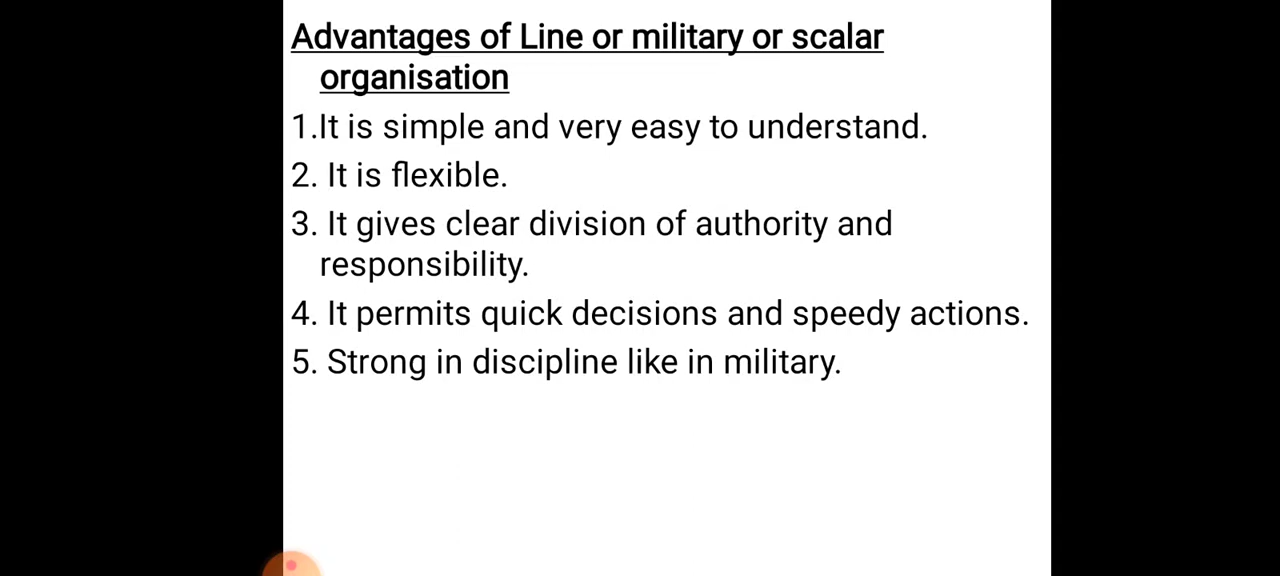 Advantages of Line or military or scalar
organisation
1.It is simple and very easy to understand.
2. It is flexible.
3. It gives clear division of authority and
responsibility.
4. It permits quick decisions and speedy actions.
5. Strong in discipline like in military.